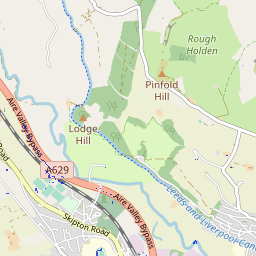 Rough
Holden
Pinfold
Hill
Lodge
Hill
Aire Valley Bypass
A629
Road
Skipton Road
Aire Valley Bypass
Leeds and Liverpool Can